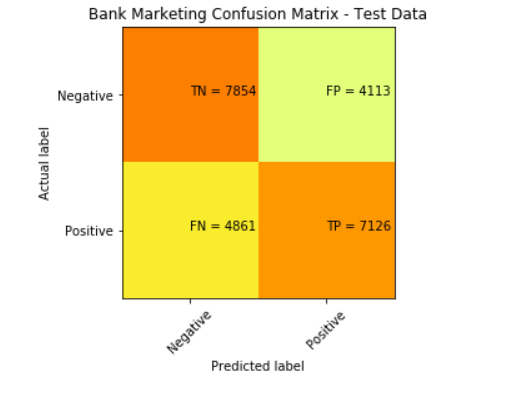 Bank Marketing Confusion Matrix - Test Data
Actual label
Negative
TN = 7854
FP = 4113
Positive
FN = 4861
TP = 7126
Negative
Positive
Predicted label